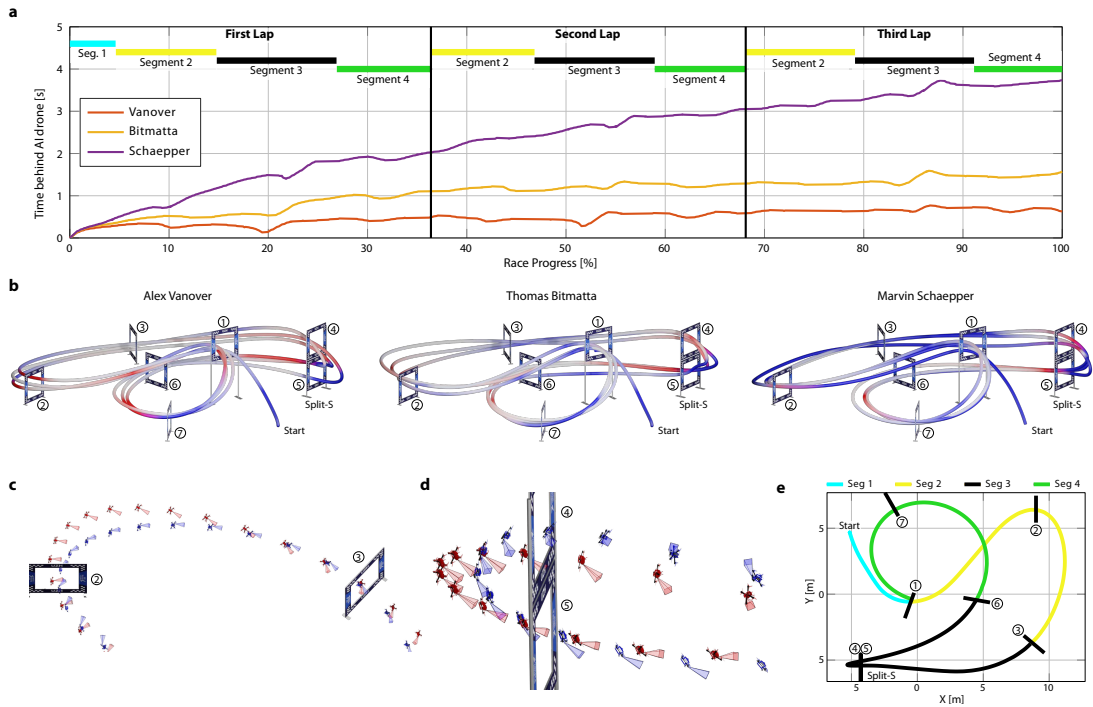 a
5
4
3
2
1
0
Time behind AI drone [s]
First Lap
Second Lap
Third Lap
Seg. 1
Segment 2
Segment 3
Segment 4
Segment 2
Segment 3
Segment 4
Segment 2
Segment 3
Segment 4
Vanover
Bitmatta
Schaepper
0 10 20 30 40 50 60 70 80 90 100
Race Progress [%]
b
Alex Vanover
Thomas Bitmatta
Marvin Schaepper
③ ① ④
② ⑥ ⑤
⑦
Split-S
Start
③ ① ④
② ⑥ ⑤
⑦
Split-S
Start
③ ① ④
② ⑥ ⑤
⑦
Split-S
Start
c
②
③
d
④
⑤
e
Seg 1 Seg 2 Seg 3 Seg 4
Start
⑦
②
①
⑥
③
④⑤
Split-S
5
0
5
Y [m]
5 0 5 10
X [m]